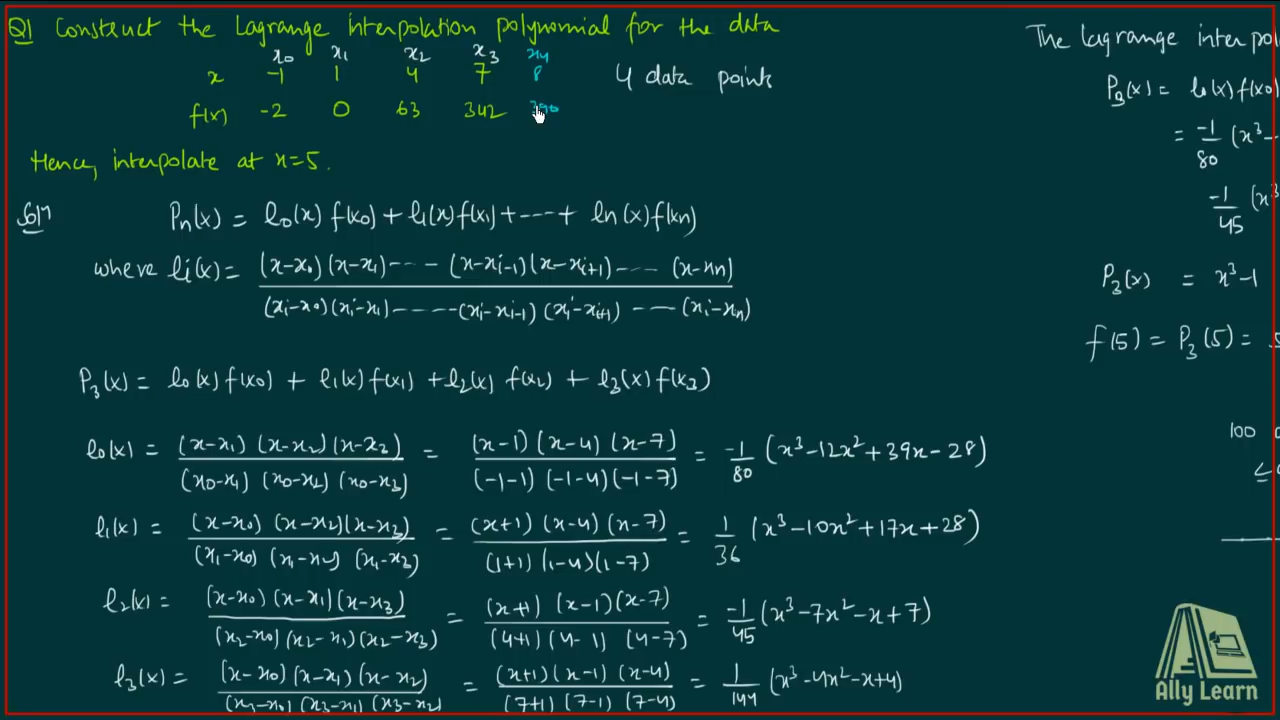 Q1 Construct the Lagrange interpolation polynomial for the data
x0 x1 x2 x3 x4
x -1 1 4 7 8
4 data points
f(x) -2 0 63 342
Hence, interpolate at x=5.
Soln Pn(x) = l0(x) f(x0) + l1(x) f(x1) + ---- + ln(x) f(xn)
where li(x) = (x-x0)(x-x1)---- (x-xi-1)(x-xi+1)---- (x-xn)
(xi-x0)(xi-x1)------(xi-xi-1)(xi-xi+1) ---- (xi-xn)
P3(x) = l0(x) f(x0) + l1(x) f(x1) + l2(x) f(x2) + l3(x) f(x3)
l0(x) = (x-x1)(x-x2)(x-x3) / (x0-x1)(x0-x2)(x0-x3) = (x-1)(x-4)(x-7) / (-1-1)(-1-4)(-1-7) = -1/80 (x³-12x²+39x-28)
l1(x) = (x-x0)(x-x2)(x-x3) / (x1-x0)(x1-x2)(x1-x3) = (x+1)(x-4)(x-7) / (1+1)(1-4)(1-7) = 1/36 (x³-10x²+17x+28)
l2(x) = (x-x0)(x-x1)(x-x3) / (x2-x0)(x2-x1)(x2-x3) = (x+1)(x-1)(x-7) / (4+1)(4-1)(4-7) = -1/45 (x³-7x²-x+7)
l3(x) = (x-x0)(x-x1)(x-x2) / (x3-x0)(x3-x1)(x3-x2) = (x+1)(x-1)(x-4) / (7+1)(7-1)(7-4) = 1/144 (x³-4x²-x+4)
The Lagrange interpol
P3(x) = l0(x) f(x0)
= -1/80 (x³-
-1/45 (x³
P3(x) = x³-1
f(5) = P3(5) =
100
≤
Ally Learn